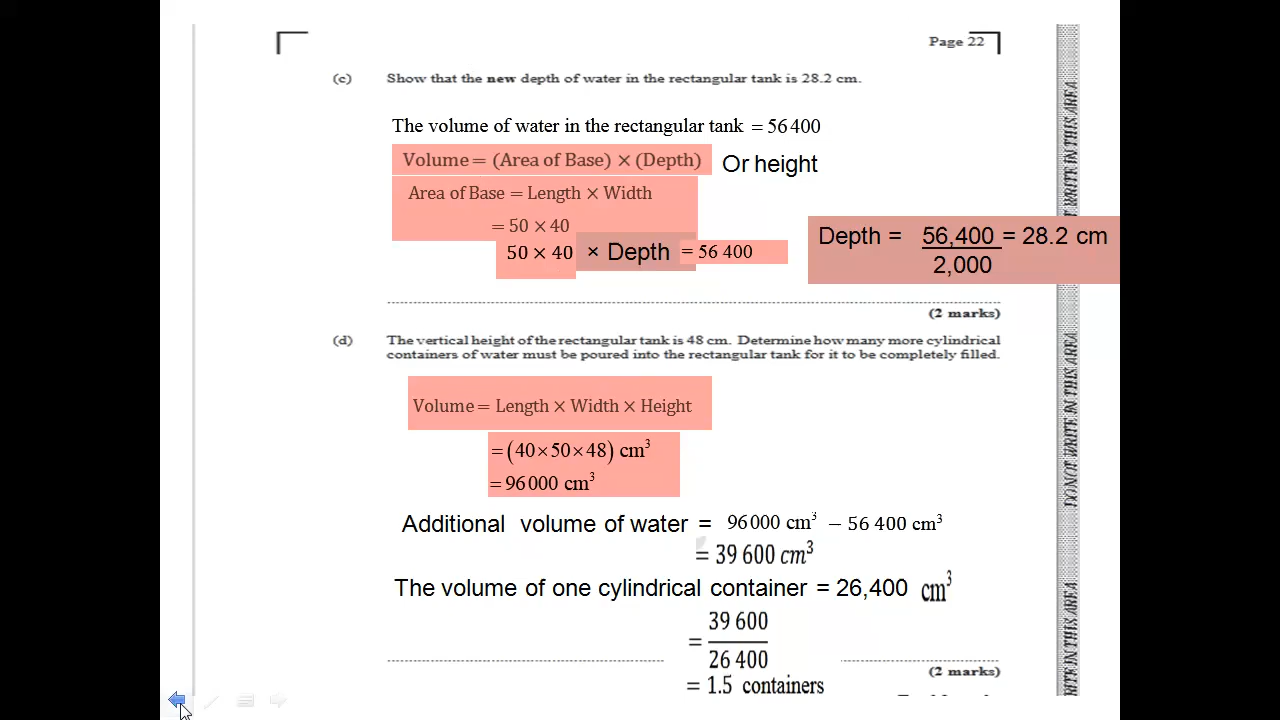 Page 22
(c) Show that the new depth of water in the rectangular tank is 28.2 cm.
The volume of water in the rectangular tank = 56 400
Volume = (Area of Base) × (Depth) Or height
Area of Base = Length × Width
= 50 × 40
50 × 40 × Depth = 56 400
Depth = 56,400 = 28.2 cm
2,000
(2 marks)
(d) The vertical height of the rectangular tank is 48 cm. Determine how many more cylindrical
containers of water must be poured into the rectangular tank for it to be completely filled.
Volume = Length × Width × Height
= (40 × 50 × 48) cm³
= 96 000 cm³
Additional volume of water = 96 000 cm³ − 56 400 cm³
= 39 600 cm³
The volume of one cylindrical container = 26,400 cm³
= 39 600
26 400
(2 marks)
= 1.5 containers
WRITE IN THIS AREA
DO NOT WRITE IN THIS AREA
RITE IN THIS AREA